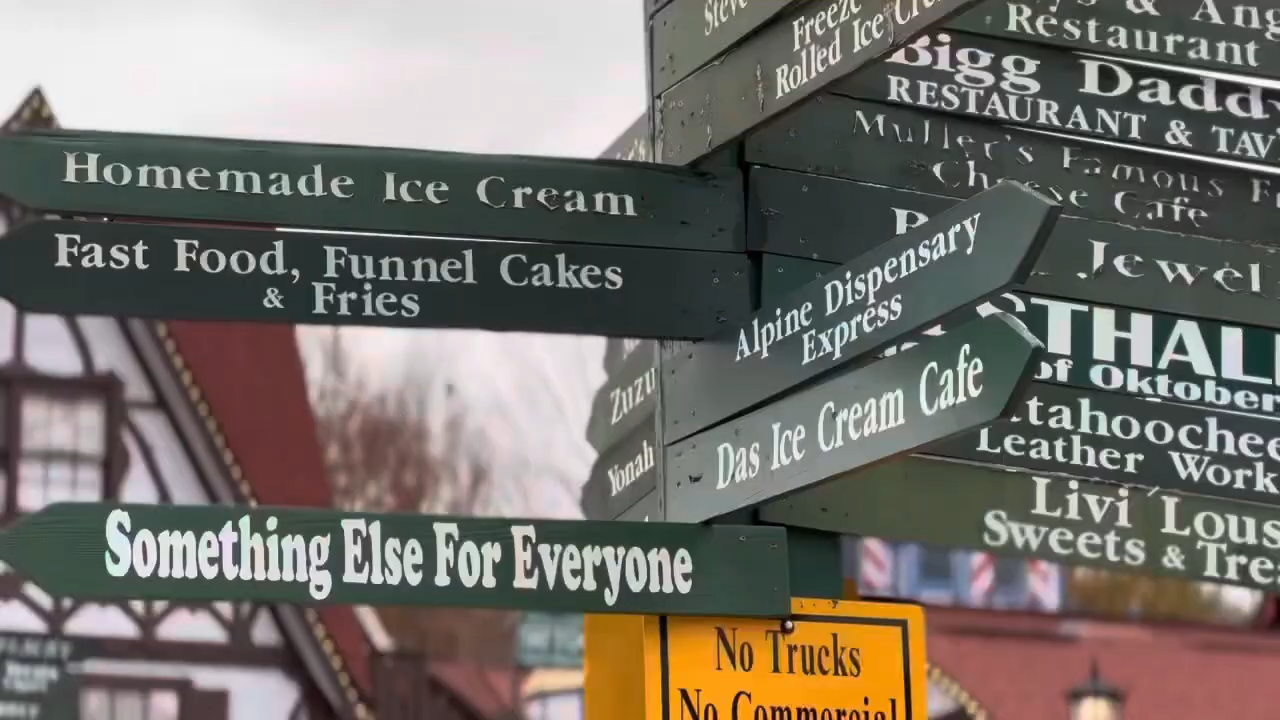 Steve
Freeze
Rolled Ice Cre
Homemade Ice Cream
Fast Food, Funnel Cakes
& Fries
Something Else For Everyone
Zuzu
Yonah
Alpine Dispensary
Express
Das Ice Cream Cafe
& Ang
Restaurant
Bigg Daddy
RESTAURANT & TAV
Muller's Famous F
Cheese Cafe
Jewel
STHAL
of Oktober
tahoochee
Leather Work
Livi Lous
Sweets & Trea
No Trucks
No Commercial